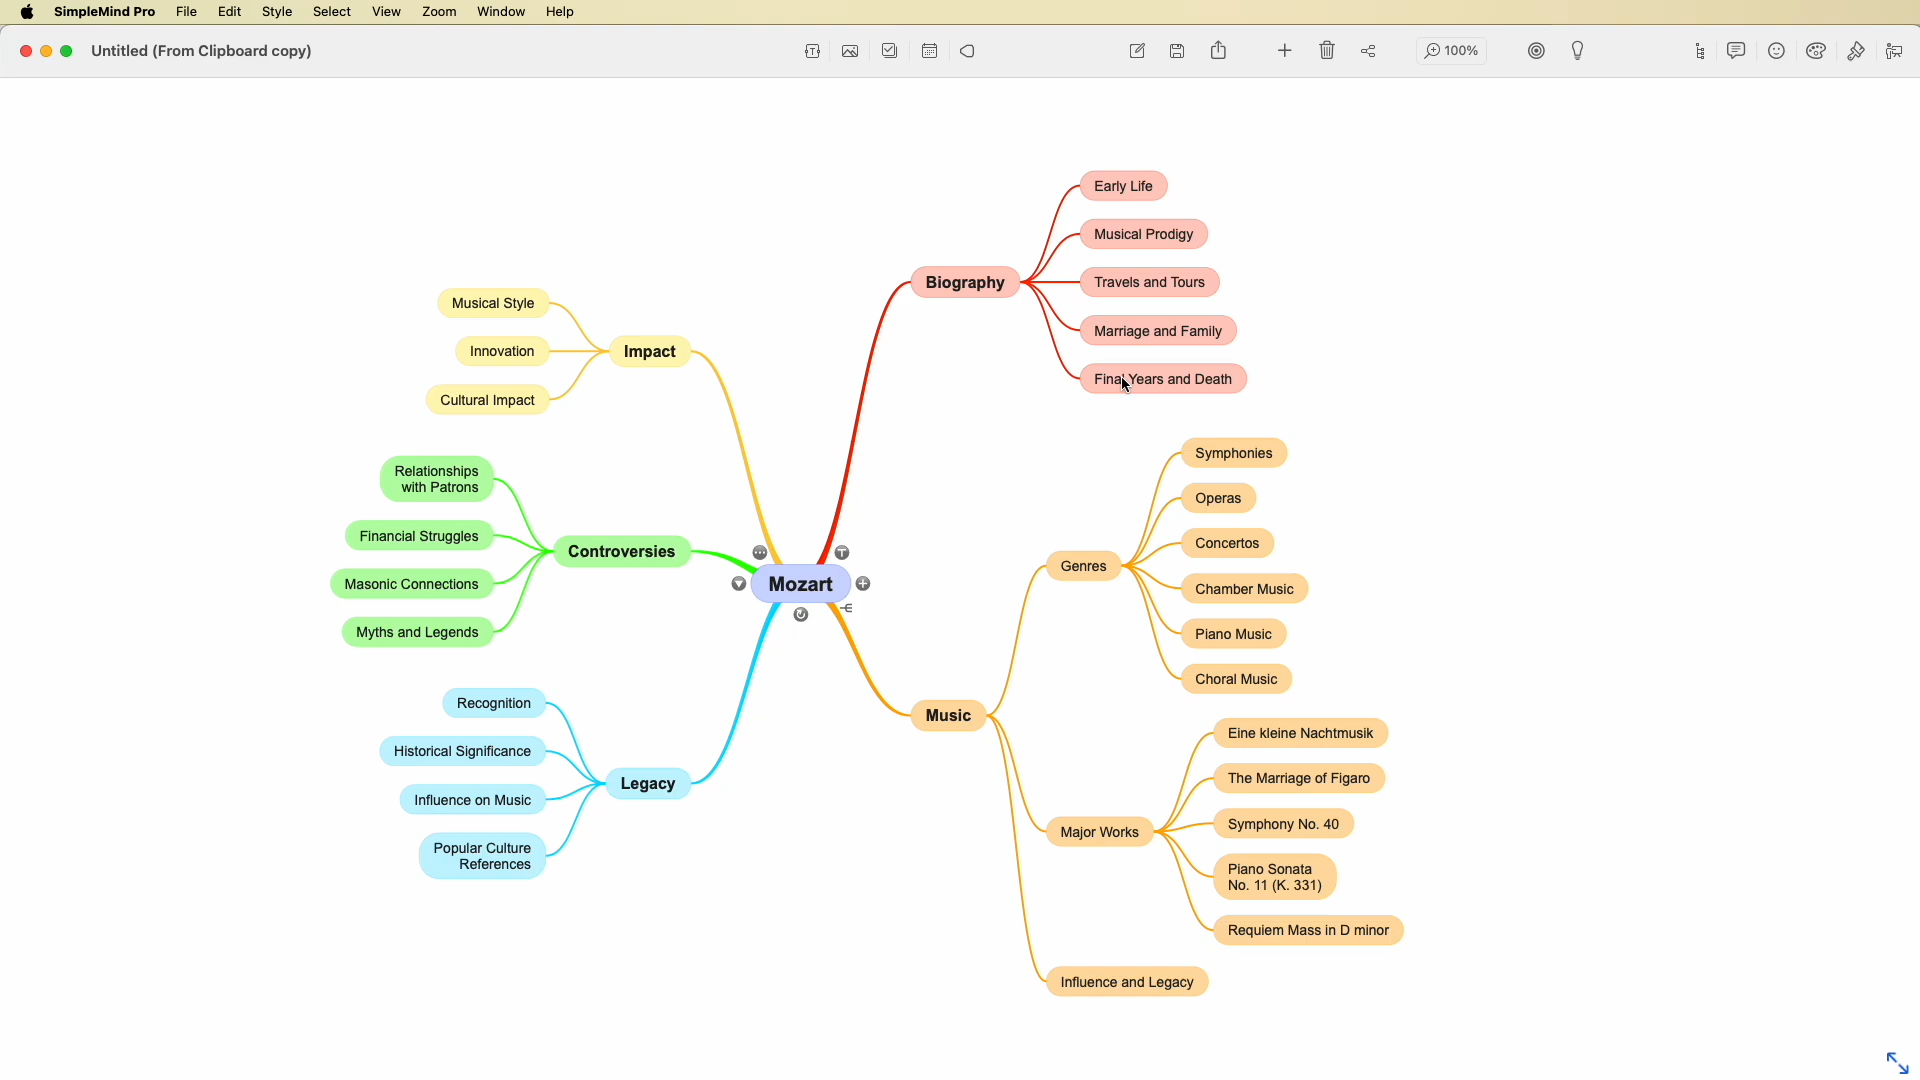 SimpleMind Pro File Edit Style Select View Zoom Window Help
Untitled (From Clipboard copy)
100%
Mozart
Biography
Early Life
Musical Prodigy
Travels and Tours
Marriage and Family
Final Years and Death
Music
Genres
Symphonies
Operas
Concertos
Chamber Music
Piano Music
Choral Music
Major Works
Eine kleine Nachtmusik
The Marriage of Figaro
Symphony No. 40
Piano Sonata
No. 11 (K. 331)
Requiem Mass in D minor
Influence and Legacy
Impact
Musical Style
Innovation
Cultural Impact
Controversies
Relationships
with Patrons
Financial Struggles
Masonic Connections
Myths and Legends
Legacy
Recognition
Historical Significance
Influence on Music
Popular Culture
References